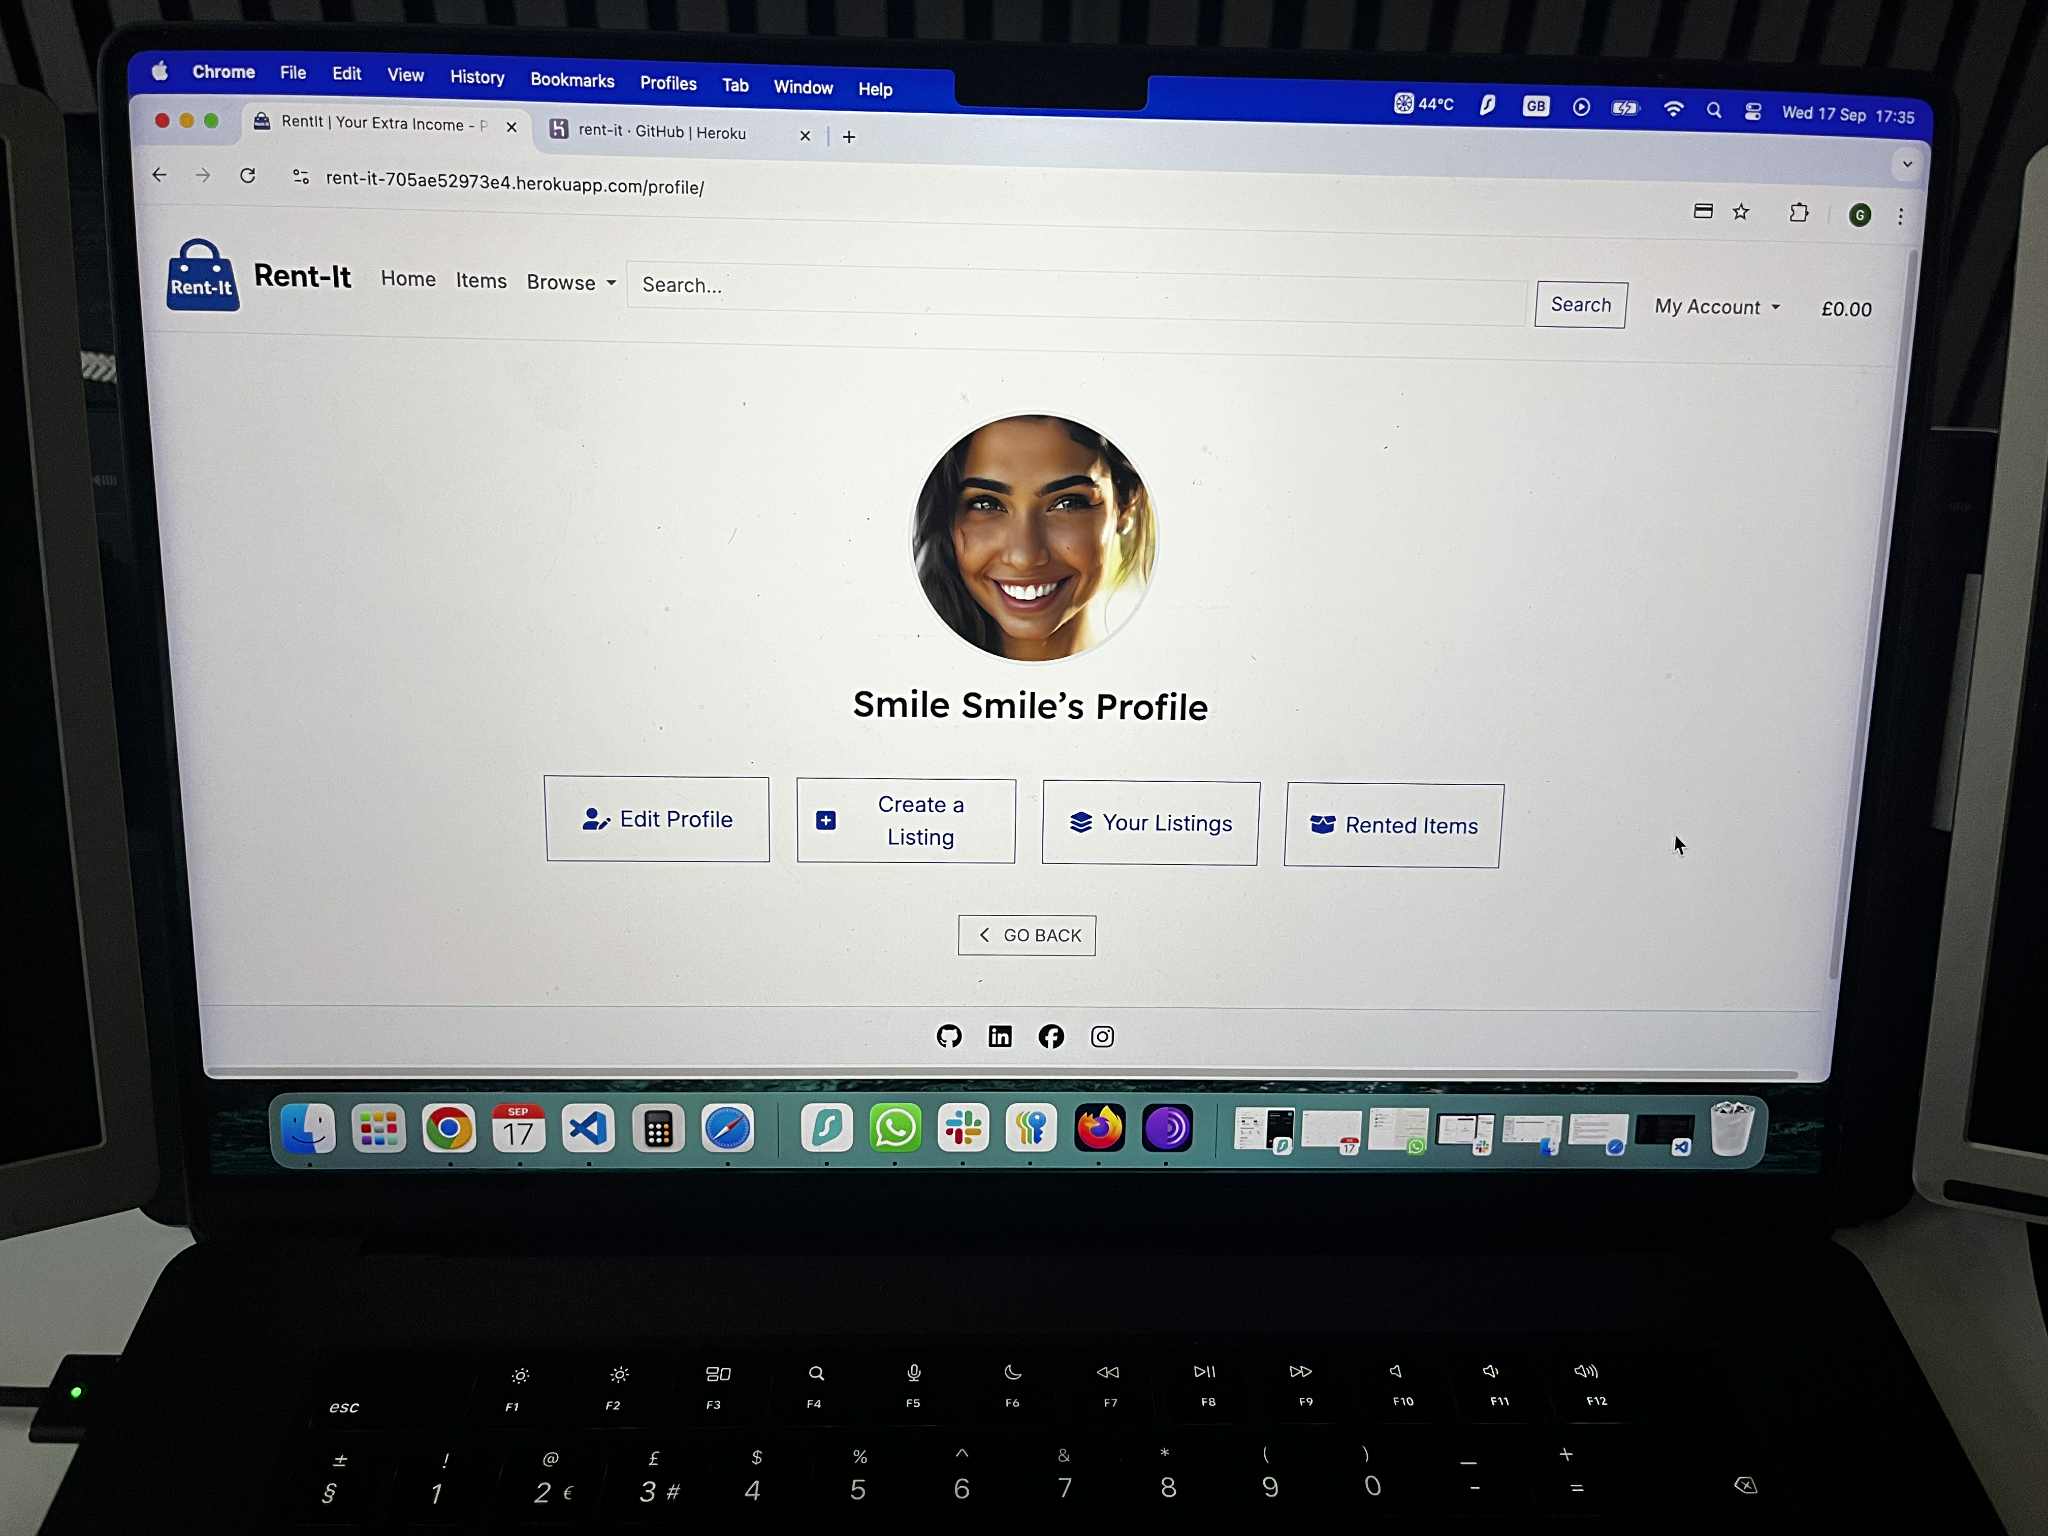 Chrome File Edit View History Bookmarks Profiles Tab Window Help 44°C GB Wed 17 Sep 17:35
RentIt | Your Extra Income - P rent-it · GitHub | Heroku
rent-it-705ae52973e4.herokuapp.com/profile/
G
Rent-It
Rent-It Home Items Browse Search... Search My Account £0.00
Smile Smile’s Profile
Edit Profile
Create a
Listing
Your Listings
Rented Items
GO BACK
in
SEP
17
17
esc F1 F2 F3 F4 F5 F6 F7 F8 F9 F10 F11 F12
± ! @ £ $ % ^ & * ( ) _ +
§ 1 2 € 3 # 4 5 6 7 8 9 0 - =